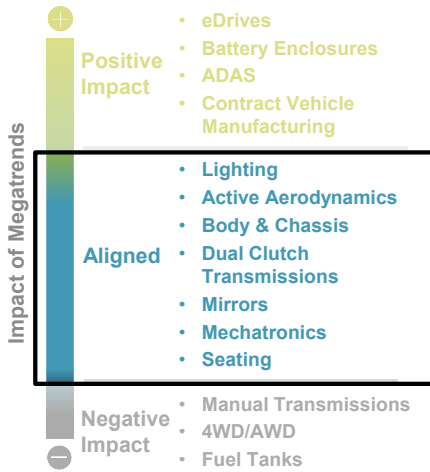 Impact of Megatrends
+
Positive
Impact
• eDrives
• Battery Enclosures
• ADAS
• Contract Vehicle
Manufacturing
Aligned
• Lighting
• Active Aerodynamics
• Body & Chassis
• Dual Clutch
Transmissions
• Mirrors
• Mechatronics
• Seating
Negative
Impact
−
• Manual Transmissions
• 4WD/AWD
• Fuel Tanks